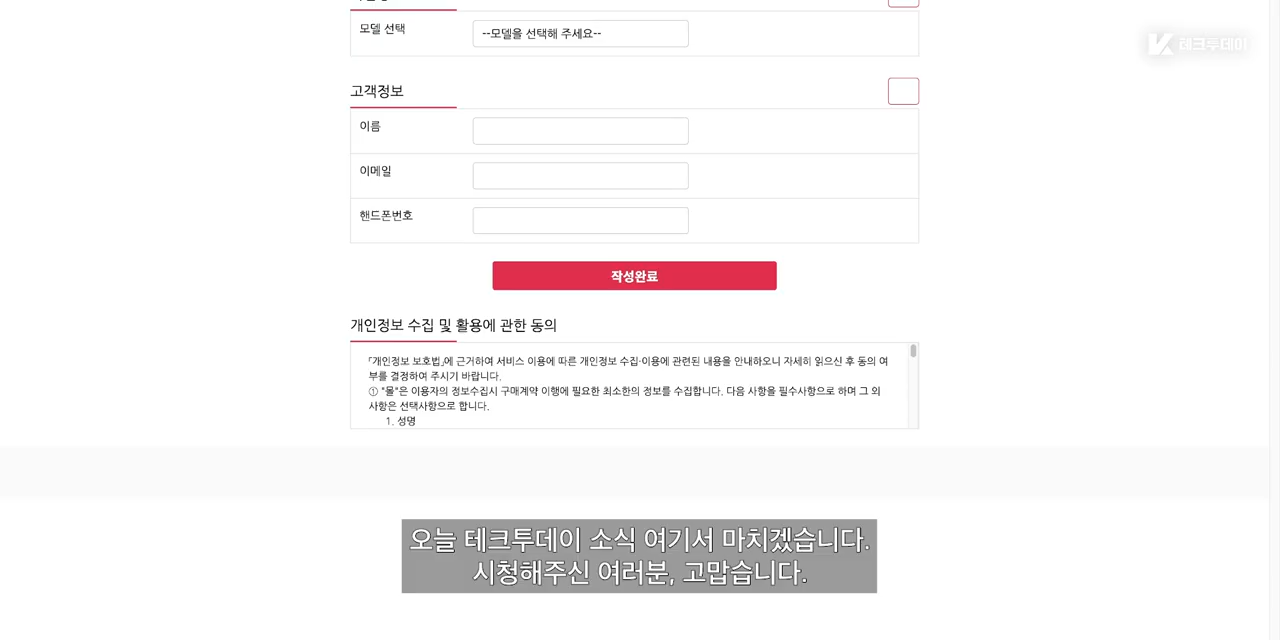 모델 선택
--모델을 선택해 주세요--
테크투데이
고객정보
이름
이메일
핸드폰번호
작성완료
개인정보 수집 및 활용에 관한 동의
「개인정보 보호법」에 근거하여 서비스 이용에 따른 개인정보 수집·이용에 관련된 내용을 안내하오니 자세히 읽으신 후 동의 여
부를 결정하여 주시기 바랍니다.
① "몰"은 이용자의 정보수집시 구매계약 이행에 필요한 최소한의 정보를 수집합니다. 다음 사항을 필수사항으로 하며 그 외
사항은 선택사항으로 합니다.
1. 성명
오늘 테크투데이 소식 여기서 마치겠습니다.
시청해주신 여러분, 고맙습니다.